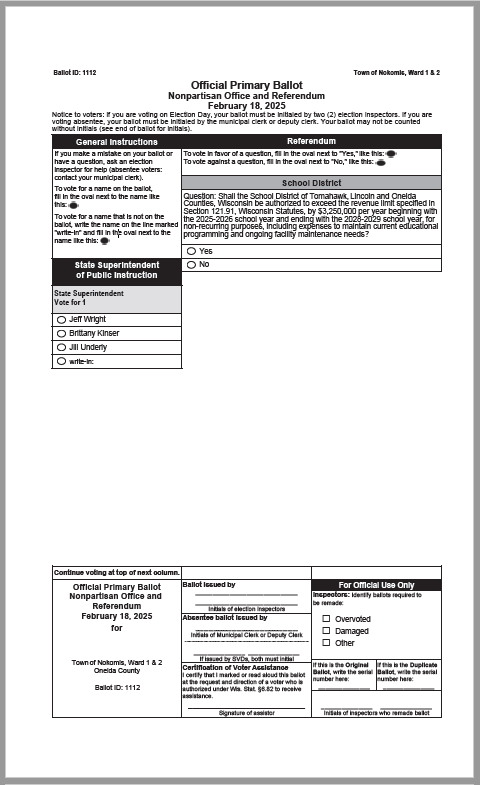 Ballot ID: 1112
Town of Nokomis, Ward 1 & 2
Official Primary Ballot
Nonpartisan Office and Referendum
February 18, 2025
Notice to voters: If you are voting on Election Day, your ballot must be initialed by two (2) election inspectors. If you are
voting absentee, your ballot must be initialed by the municipal clerk or deputy clerk. Your ballot may not be counted
without initials (see end of ballot for initials).
General Instructions
If you make a mistake on your ballot or
have a question, ask an election
inspector for help (absentee voters:
contact your municipal clerk).
To vote for a name on the ballot,
fill in the oval next to the name like
this:
To vote for a name that is not on the
ballot, write the name on the line marked
"write-in" and fill in the oval next to the
name like this:
State Superintendent
of Public Instruction
State Superintendent
Vote for 1
Jeff Wright
Brittany Kinser
Jill Underly
write-in:
Referendum
To vote in favor of a question, fill in the oval next to "Yes," like this:
To vote against a question, fill in the oval next to "No," like this:
School District
Question: Shall the School District of Tomahawk, Lincoln and Oneida
Counties, Wisconsin be authorized to exceed the revenue limit specified in
Section 121.91, Wisconsin Statutes, by $3,250,000 per year beginning with
the 2025-2026 school year and ending with the 2028-2029 school year, for
non-recurring purposes, including expenses to maintain current educational
programming and ongoing facility maintenance needs?
Yes
No
Continue voting at top of next column.
Official Primary Ballot
Nonpartisan Office and
Referendum
February 18, 2025
for
Town of Nokomis, Ward 1 & 2
Oneida County
Ballot ID: 1112
Ballot issued by
Initials of election inspectors
Absentee ballot issued by
Initials of Municipal Clerk or Deputy Clerk
If issued by SVDs, both must initial
Certification of Voter Assistance
I certify that I marked or read aloud this ballot
at the request and direction of a voter who is
authorized under Wis. Stat. §6.82 to receive
assistance.
Signature of assistor
For Official Use Only
Inspectors: Identify ballots required to
be remade:
Overvoted
Damaged
Other
If this is the Original
Ballot, write the serial
number here:
If this is the Duplicate
Ballot, write the serial
number here:
Initials of inspectors who remade ballot